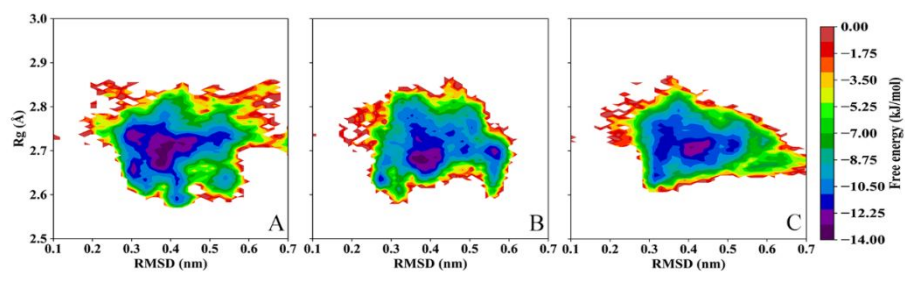 3.0
2.9
2.8
2.7
2.6
2.5
Rg (Å)
0.1 0.2 0.3 0.4 0.5 0.6 0.7
RMSD (nm)
A
0.1 0.2 0.3 0.4 0.5 0.6 0.7
RMSD (nm)
B
0.1 0.2 0.3 0.4 0.5 0.6 0.7
RMSD (nm)
C
0.00
−1.75
−3.50
−5.25
−7.00
−8.75
−10.50
−12.25
−14.00
Free energy (kJ/mol)